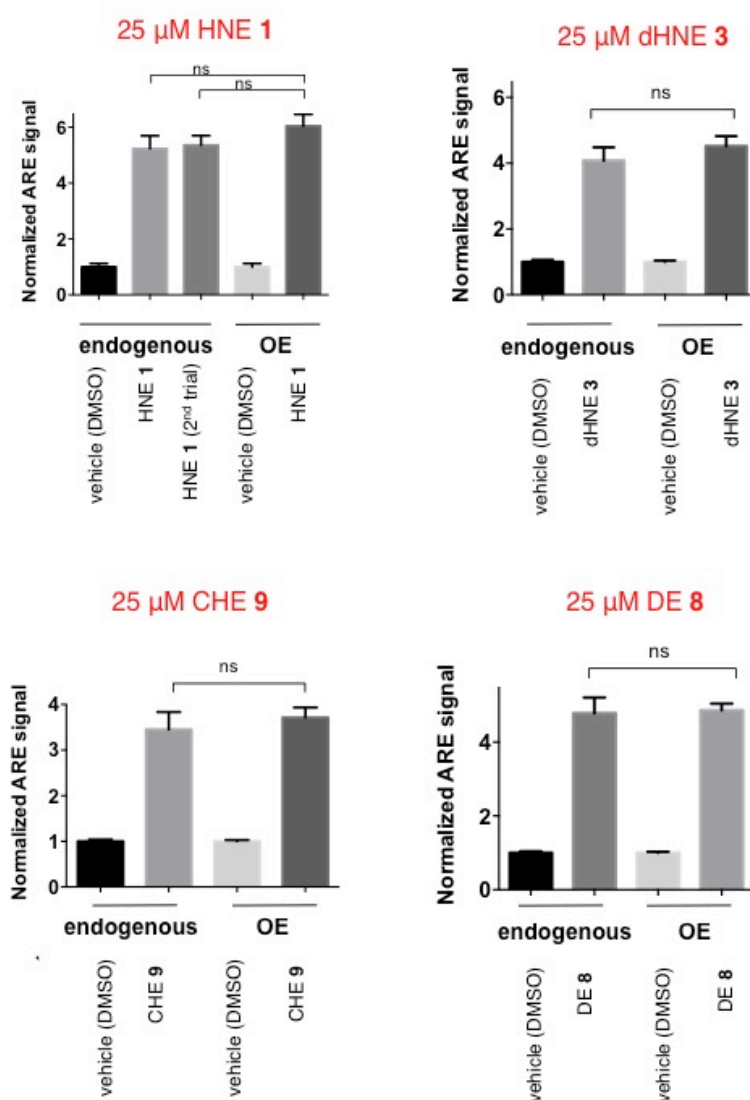 25 µM HNE 1
ns
ns
Normalized ARE signal
6
4
2
0
endogenous
OE
vehicle (DMSO)
HNE 1
HNE 1 (2nd trial)
vehicle (DMSO)
HNE 1
25 µM dHNE 3
ns
Normalized ARE signal
6
4
2
0
endogenous
OE
vehicle (DMSO)
dHNE 3
vehicle (DMSO)
dHNE 3
25 µM CHE 9
ns
Normalized ARE signal
4
3
2
1
0
endogenous
OE
vehicle (DMSO)
CHE 9
vehicle (DMSO)
CHE 9
25 µM DE 8
ns
Normalized ARE signal
4
2
0
endogenous
OE
vehicle (DMSO)
DE 8
vehicle (DMSO)
DE 8